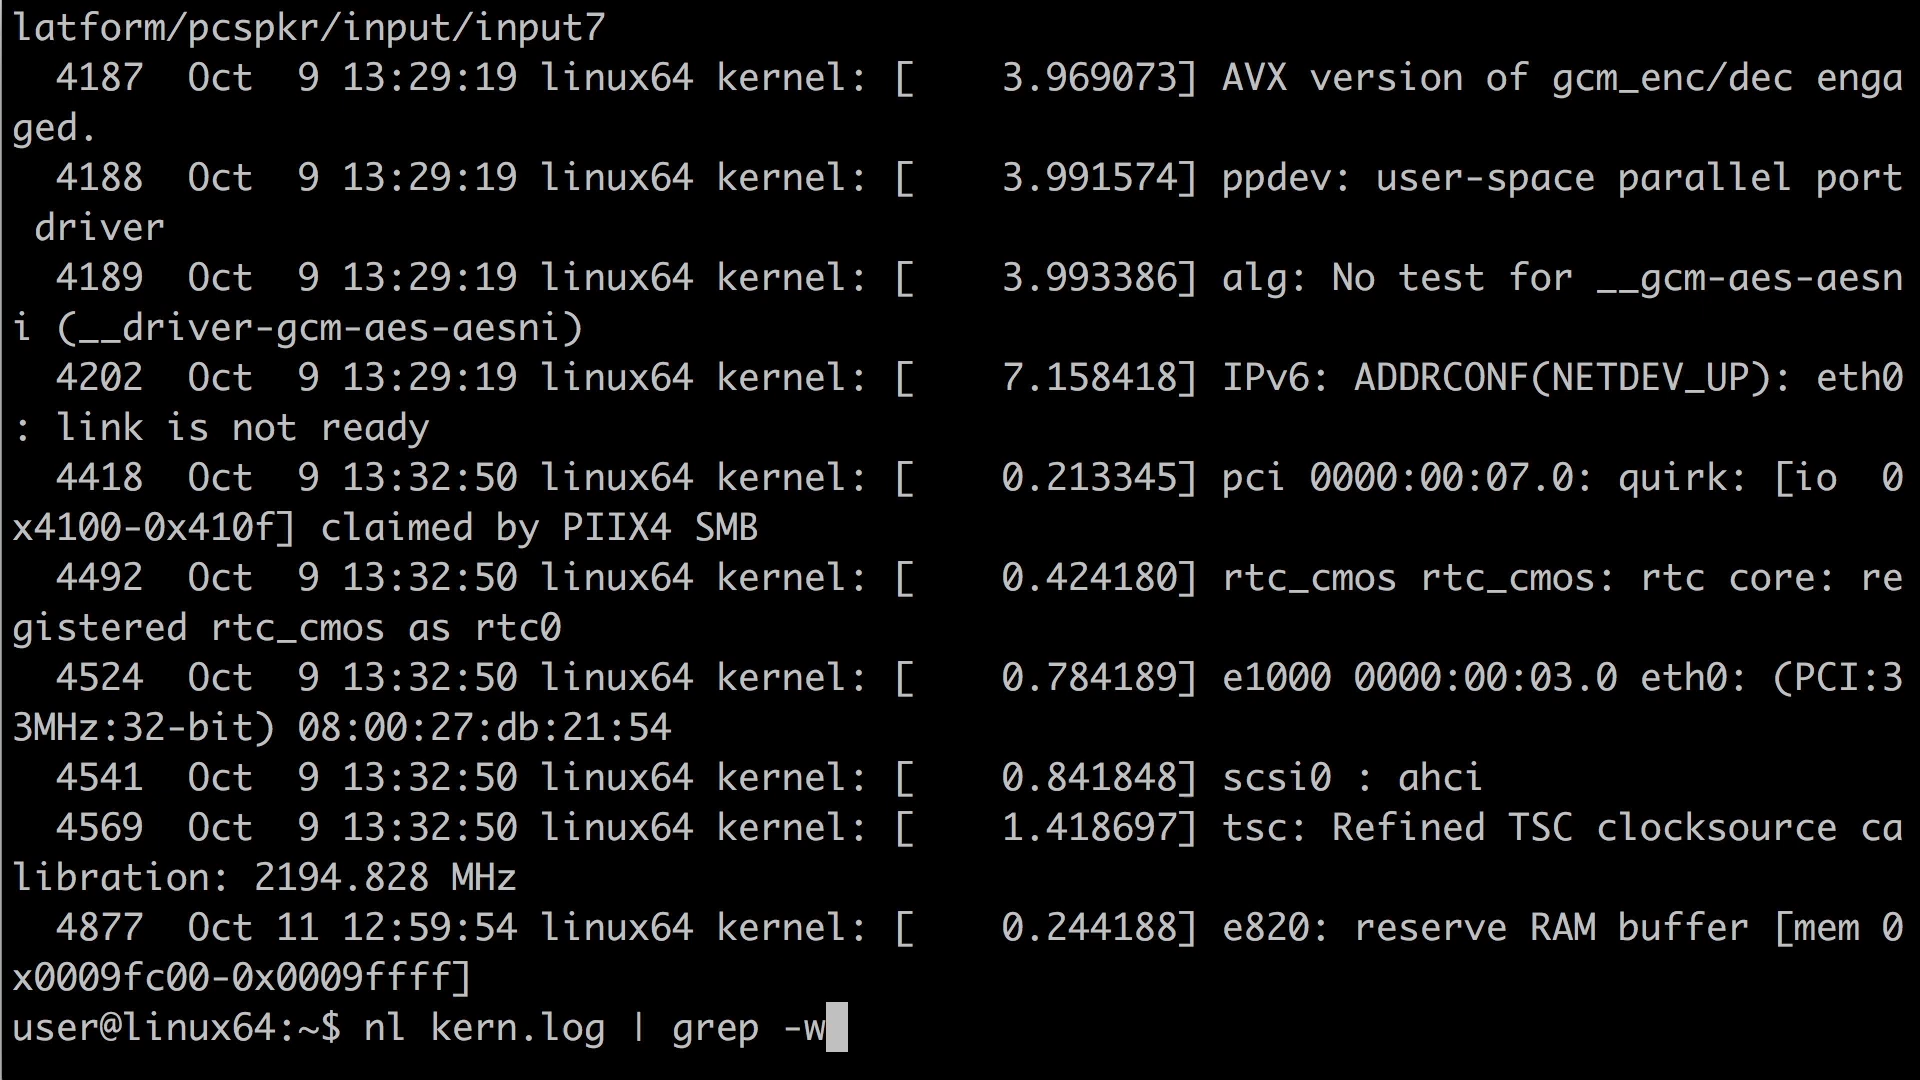 latform/pcspkr/input/input7
  4187  Oct  9 13:29:19 linux64 kernel: [    3.969073] AVX version of gcm_enc/dec enga
ged.
  4188  Oct  9 13:29:19 linux64 kernel: [    3.991574] ppdev: user-space parallel port
 driver
  4189  Oct  9 13:29:19 linux64 kernel: [    3.993386] alg: No test for __gcm-aes-aesn
i (__driver-gcm-aes-aesni)
  4202  Oct  9 13:29:19 linux64 kernel: [    7.158418] IPv6: ADDRCONF(NETDEV_UP): eth0
: link is not ready
  4418  Oct  9 13:32:50 linux64 kernel: [    0.213345] pci 0000:00:07.0: quirk: [io  0
x4100-0x410f] claimed by PIIX4 SMB
  4492  Oct  9 13:32:50 linux64 kernel: [    0.424180] rtc_cmos rtc_cmos: rtc core: re
gistered rtc_cmos as rtc0
  4524  Oct  9 13:32:50 linux64 kernel: [    0.784189] e1000 0000:00:03.0 eth0: (PCI:3
3MHz:32-bit) 08:00:27:db:21:54
  4541  Oct  9 13:32:50 linux64 kernel: [    0.841848] scsi0 : ahci
  4569  Oct  9 13:32:50 linux64 kernel: [    1.418697] tsc: Refined TSC clocksource ca
libration: 2194.828 MHz
  4877  Oct 11 12:59:54 linux64 kernel: [    0.244188] e820: reserve RAM buffer [mem 0
x0009fc00-0x0009ffff]
user@linux64:~$ nl kern.log | grep -w